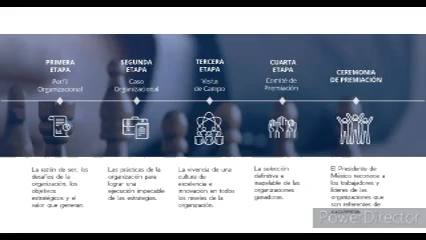 PRIMERA
ETAPA
Perfil
Organizacional
SEGUNDA
ETAPA
Caso
Organizacional
TERCERA
ETAPA
Visita
de Campo
CUARTA
ETAPA
Comité de
Premiación
CEREMONIA
DE PREMIACIÓN
La razón de ser, los
desafíos de la
organización, los
objetivos
estratégicos y el
valor que generan.
Las prácticas de la
organización para
lograr una
ejecución impecable
de las estrategias.
La vivencia de una
cultura de
excelencia e
innovación en todos
los niveles de la
organización.
La selección
definitiva e
inapelable de las
organizaciones
ganadoras.
El Presidente de
México reconoce a
los trabajadores y
líderes de las
organizaciones que
son referentes de
PowerDirector